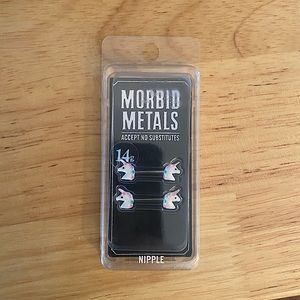 MORBID
METALS
ACCEPT NO SUBSTITUTES
14g
NIPPLE